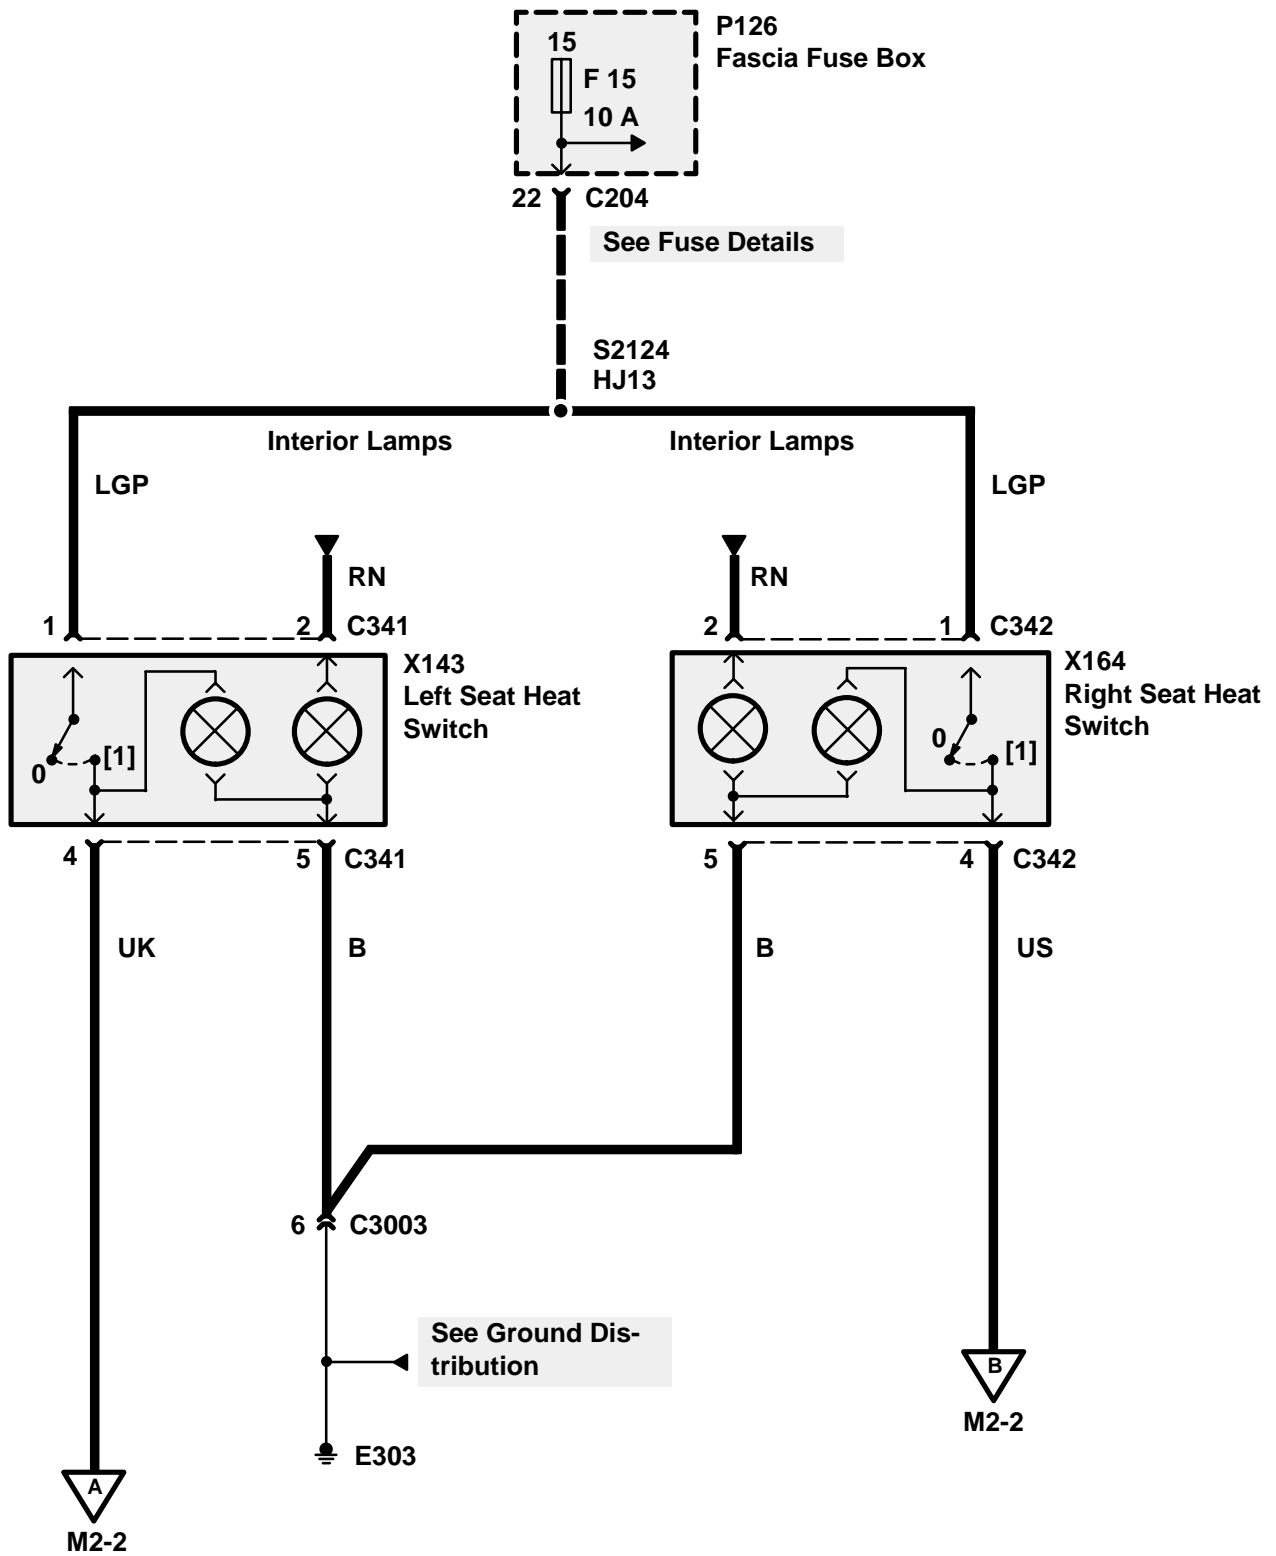 P126
Fascia Fuse Box
15
F 15
10 A
22
C204
See Fuse Details
S2124
HJ13
Interior Lamps
Interior Lamps
LGP
LGP
RN
RN
1
2
C341
2
1
C342
X143
Left Seat Heat
Switch
X164
Right Seat Heat
Switch
0
[1]
0
[1]
4
5
C341
5
4
C342
UK
B
B
US
6
C3003
See Ground Dis-
tribution
B
M2-2
E303
A
M2-2